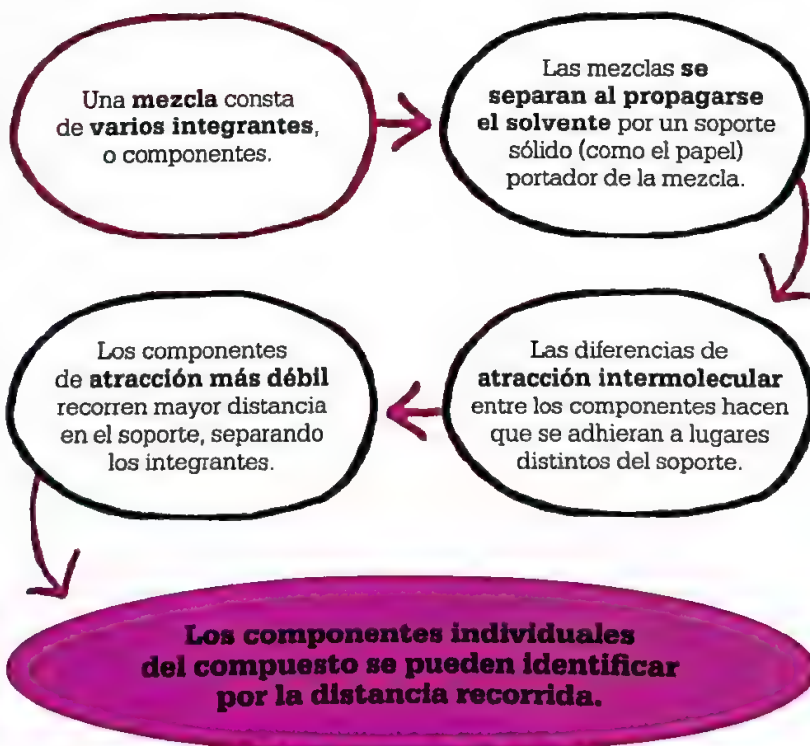 Una mezcla consta
de varios integrantes,
o componentes.
Las mezclas se
separan al propagarse
el solvente por un soporte
sólido (como el papel)
portador de la mezcla.
Las diferencias de
atracción intermolecular
entre los componentes hacen
que se adhieran a lugares
distintos del soporte.
Los componentes
de atracción más débil
recorren mayor distancia
en el soporte, separando
los integrantes.
Los componentes individuales
del compuesto se pueden identificar
por la distancia recorrida.